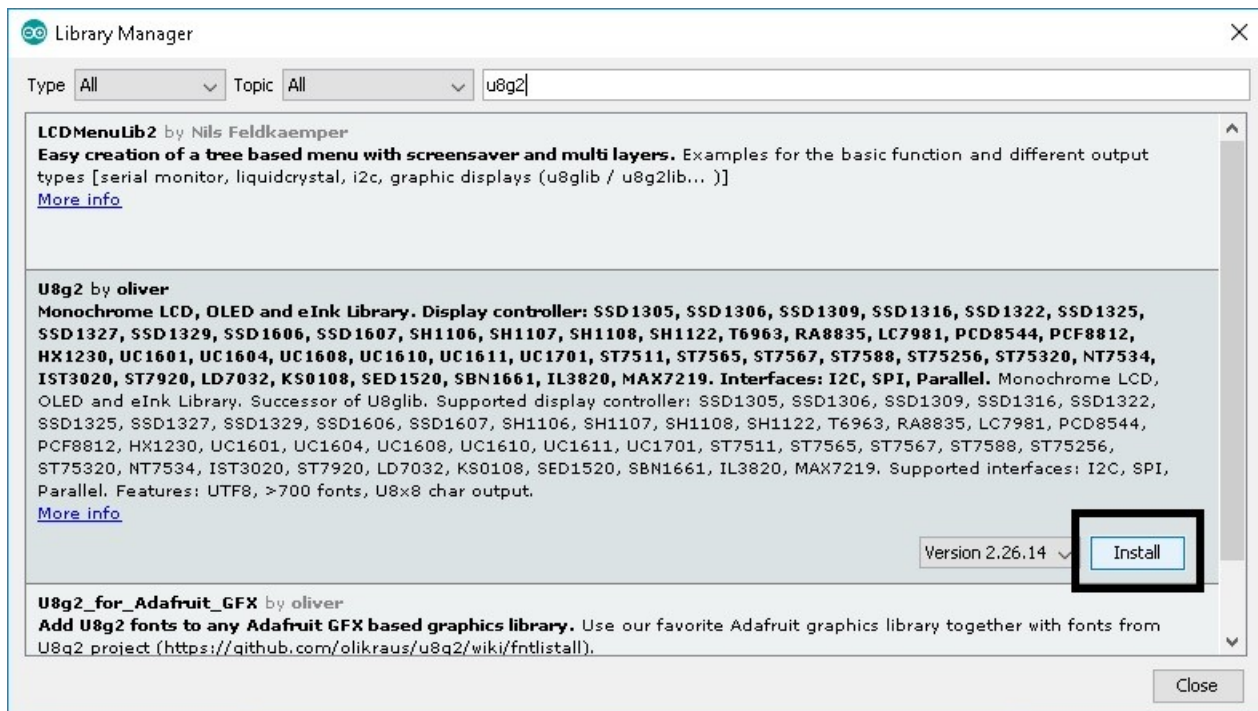 Library Manager
Type All Topic All u8g2
LCDMenuLib2 by Nils Feldkaemper
Easy creation of a tree based menu with screensaver and multi layers. Examples for the basic function and different output
types [serial monitor, liquidcrystal, i2c, graphic displays (u8glib / u8g2lib... )]
More info
U8g2 by oliver
Monochrome LCD, OLED and eInk Library. Display controller: SSD1305, SSD1306, SSD1309, SSD1316, SSD1322, SSD1325,
SSD1327, SSD1329, SSD1606, SSD1607, SH1106, SH1107, SH1108, SH1122, T6963, RA8835, LC7981, PCD8544, PCF8812,
HX1230, UC1601, UC1604, UC1608, UC1610, UC1611, UC1701, ST7511, ST7565, ST7567, ST7588, ST75256, ST75320, NT7534,
IST3020, ST7920, LD7032, KS0108, SED1520, SBN1661, IL3820, MAX7219. Interfaces: I2C, SPI, Parallel. Monochrome LCD,
OLED and eInk Library. Successor of U8glib. Supported display controller: SSD1305, SSD1306, SSD1309, SSD1316, SSD1322,
SSD1325, SSD1327, SSD1329, SSD1606, SSD1607, SH1106, SH1107, SH1108, SH1122, T6963, RA8835, LC7981, PCD8544,
PCF8812, HX1230, UC1601, UC1604, UC1608, UC1610, UC1611, UC1701, ST7511, ST7565, ST7567, ST7588, ST75256,
ST75320, NT7534, IST3020, ST7920, LD7032, KS0108, SED1520, SBN1661, IL3820, MAX7219. Supported interfaces: I2C, SPI,
Parallel. Features: UTF8, >700 fonts, U8x8 char output.
More info
Version 2.26.14 Install
U8g2_for_Adafruit_GFX by oliver
Add U8g2 fonts to any Adafruit GFX based graphics library. Use our favorite Adafruit graphics library together with fonts from
U8g2 project (https://github.com/olikraus/u8g2/wiki/fntlistall).
Close